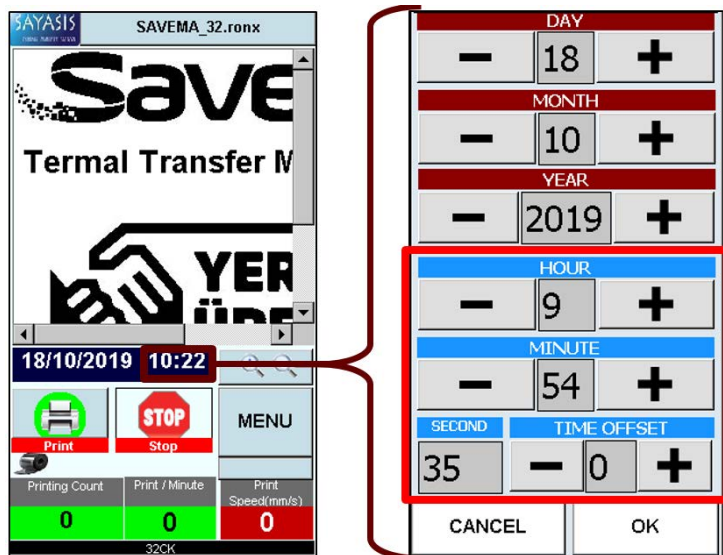 SAYASIS
SAVEMA_32.ronx
Save
Termal Transfer M
YER
18/10/2019 10:22
STOP
MENU
Print
Stop
Printing Count
Print / Minute
Print
Speed(mm/s)
0
0
0
32CK
DAY
18
MONTH
10
YEAR
2019
HOUR
9
MINUTE
54
SECOND
TIME OFFSET
35
0
CANCEL
OK